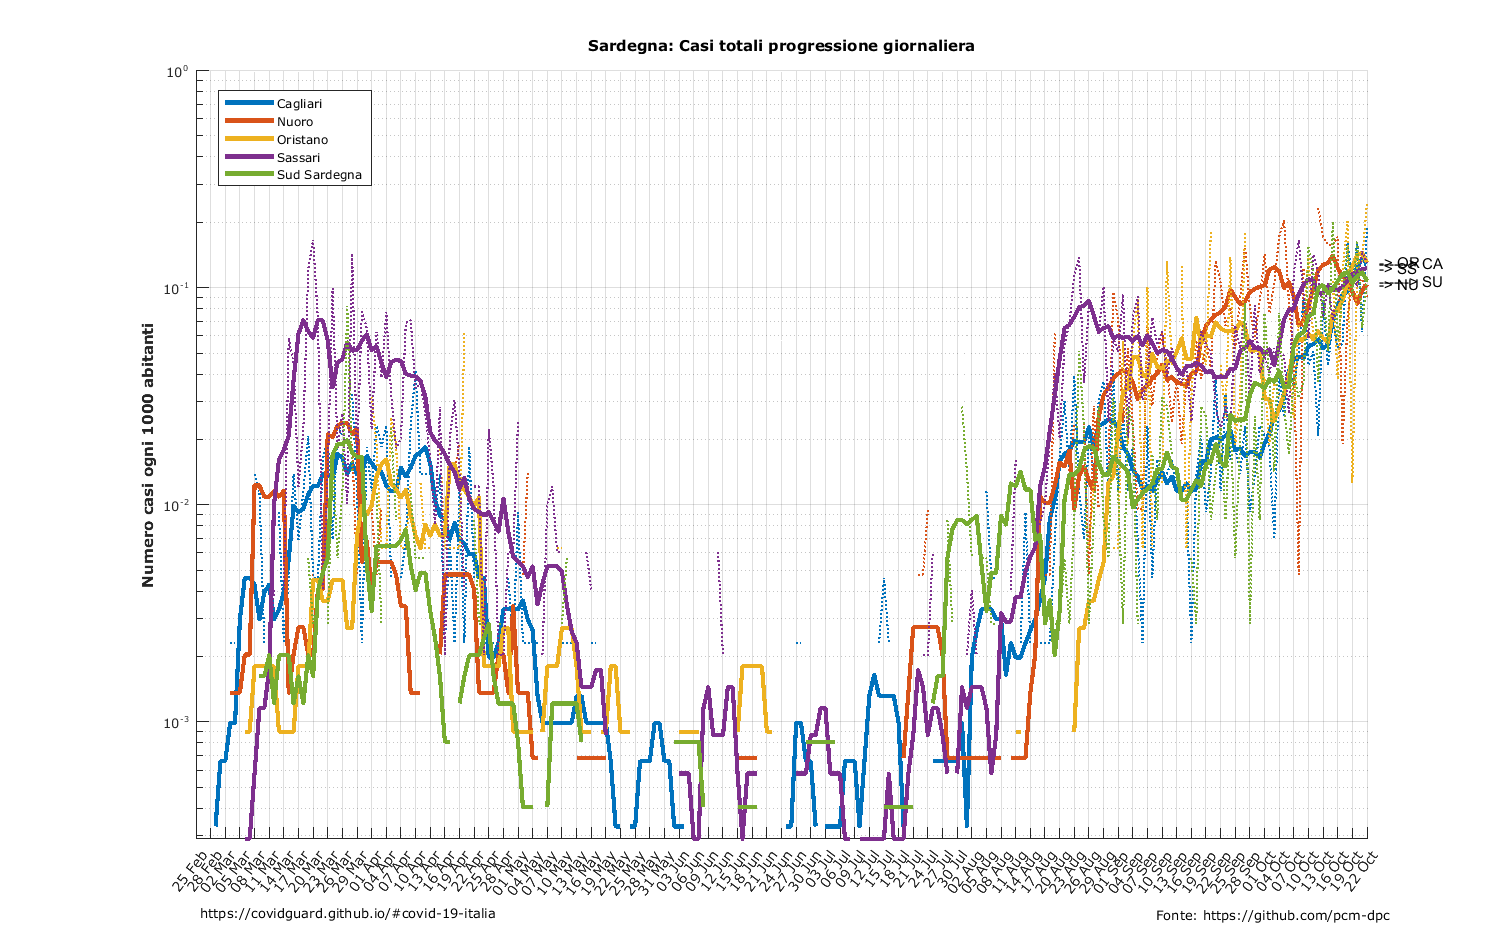 Sardegna: Casi totali progressione giornaliera
10⁰
10⁻¹
10⁻²
10⁻³
Numero casi ogni 1000 abitanti
Cagliari
Nuoro
Oristano
Sassari
Sud Sardegna
-> OR
-> CA
-> SS
-> SU
-> NU
25 Feb
28 Feb
02 Mar
05 Mar
08 Mar
11 Mar
14 Mar
17 Mar
20 Mar
23 Mar
26 Mar
29 Mar
01 Apr
04 Apr
07 Apr
10 Apr
13 Apr
16 Apr
19 Apr
22 Apr
25 Apr
28 Apr
01 May
04 May
07 May
10 May
13 May
16 May
19 May
22 May
25 May
28 May
31 May
03 Jun
06 Jun
09 Jun
12 Jun
15 Jun
18 Jun
21 Jun
24 Jun
27 Jun
30 Jun
03 Jul
06 Jul
09 Jul
12 Jul
15 Jul
18 Jul
21 Jul
24 Jul
27 Jul
30 Jul
02 Aug
05 Aug
08 Aug
11 Aug
14 Aug
17 Aug
20 Aug
23 Aug
26 Aug
29 Aug
01 Sep
04 Sep
07 Sep
10 Sep
13 Sep
16 Sep
19 Sep
22 Sep
25 Sep
28 Sep
01 Oct
04 Oct
07 Oct
10 Oct
13 Oct
16 Oct
19 Oct
22 Oct
https://covidguard.github.io/#covid-19-italia
Fonte: https://github.com/pcm-dpc